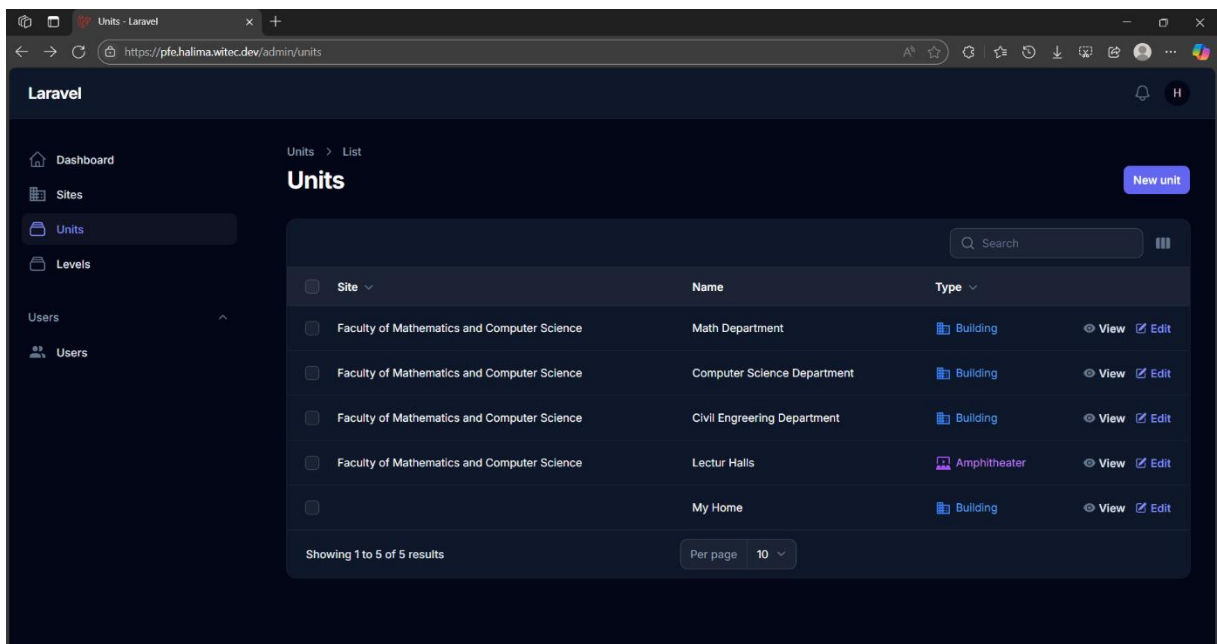 Units - Laravel
https://pfe.halima.witec.dev/admin/units
Laravel
H
Dashboard
Sites
Units
Levels
Users
Users
Units > List
Units
New unit
Search
Site Name Type
Faculty of Mathematics and Computer Science Math Department Building View Edit
Faculty of Mathematics and Computer Science Computer Science Department Building View Edit
Faculty of Mathematics and Computer Science Civil Engreering Department Building View Edit
Faculty of Mathematics and Computer Science Lectur Halls Amphitheater View Edit
My Home Building View Edit
Showing 1 to 5 of 5 results Per page 10